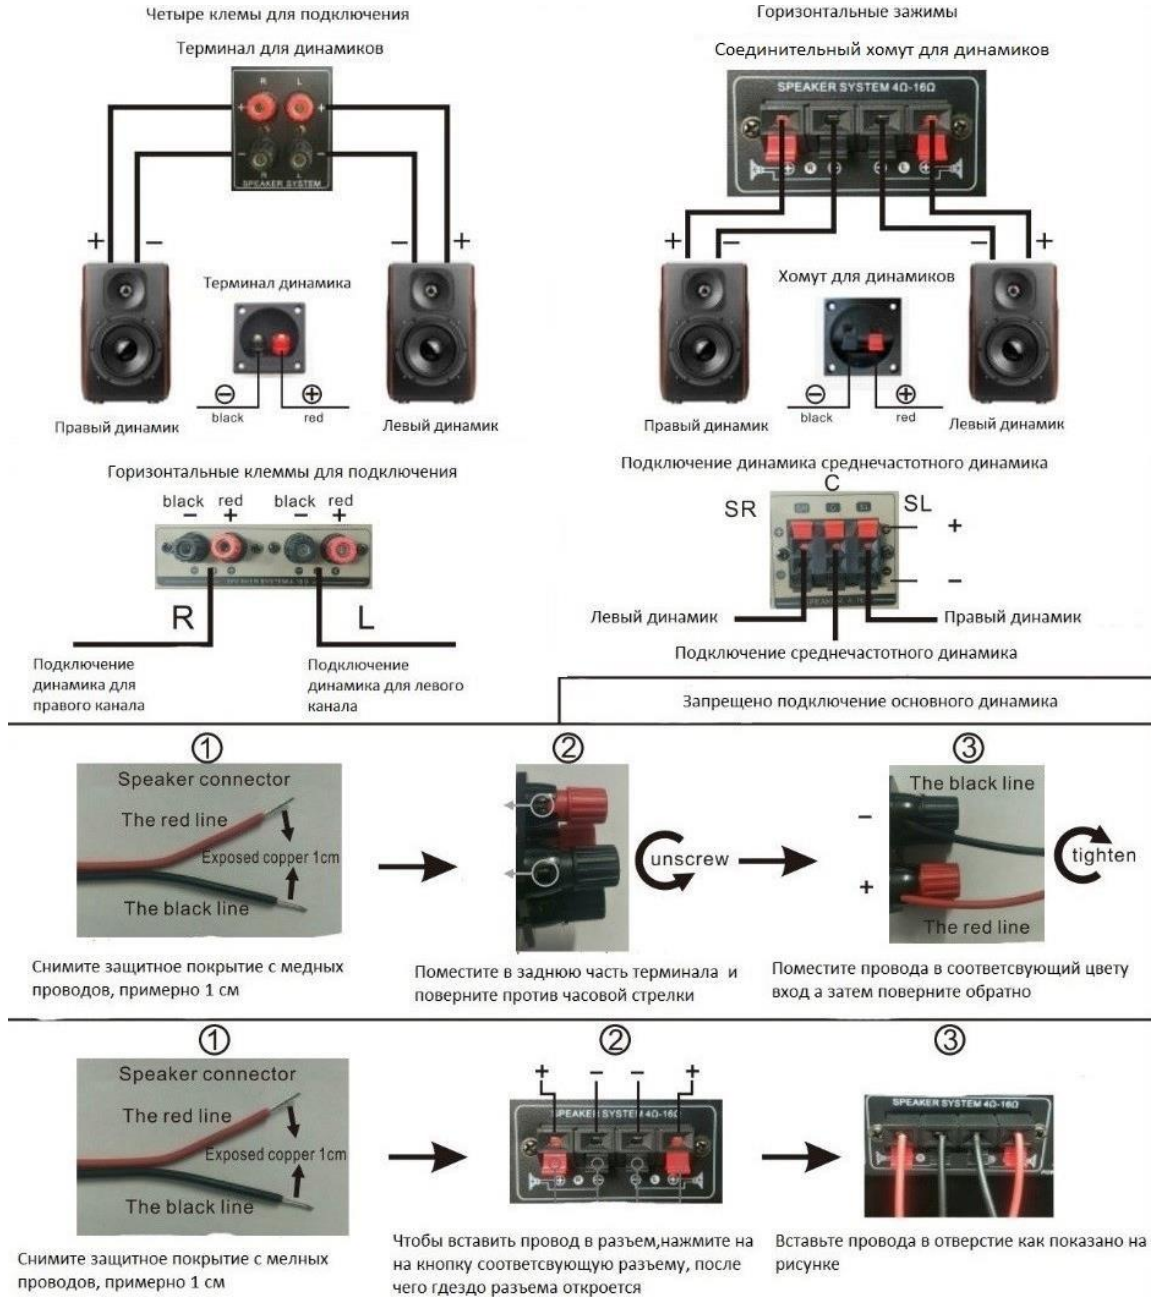 Четыре клемы для подключения
Терминал для динамиков
R L
+ +
− −
R L
SPEAKER SYSTEM
+ − − +
Терминал динамика
⊖ ⊕
black red
Правый динамик
Левый динамик
Горизонтальные зажимы
Соединительный хомут для динамиков
SPEAKER SYSTEM 4Ω-16Ω
⊕ R ⊖ ⊖ L ⊕
+ − − +
Хомут для динамиков
⊖ ⊕
black red
Правый динамик
Левый динамик
Горизонтальные клеммы для подключения
black red black red
− + − +
R L
Подключение
динамика для
правого канала
Подключение
динамика для левого
канала
Подключение динамика среднечастотного динамика
C
SR SL
+
−
Левый динамик
Правый динамик
Подключение среднечастотного динамика
Запрещено подключение основного динамика
①
Speaker connector
The red line
Exposed copper 1cm
The black line
Снимите защитное покрытие с медных
проводов, примерно 1 см
②
unscrew
Поместите в заднюю часть терминала и
поверните против часовой стрелки
③
The black line
−
+
The red line
tighten
Поместите провода в соответсвующий цвету
вход а затем поверните обратно
①
Speaker connector
The red line
Exposed copper 1cm
The black line
Снимите защитное покрытие с мелных
проводов, примерно 1 см
②
+ − − +
SPEAKER SYSTEM 4Ω-16Ω
⊕ R ⊖ ⊖ L ⊕
Чтобы вставить провод в разъем,нажмите на
на кнопку соответсвующую разъему, после
чего гдездо разъема откроется
③
SPEAKER SYSTEM 4Ω-16Ω
Вставьте провода в отверстие как показано на
рисунке